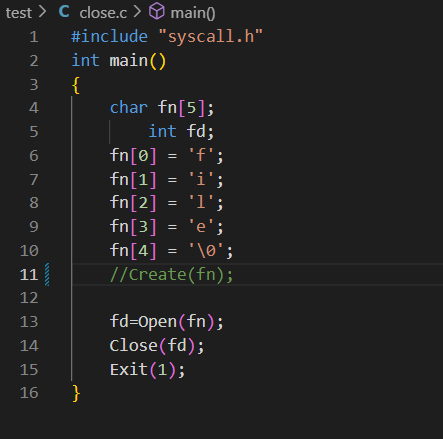 test > C close.c > main()
1 #include "syscall.h"
2 int main()
3 {
4     char fn[5];
5         int fd;
6     fn[0] = 'f';
7     fn[1] = 'i';
8     fn[2] = 'l';
9     fn[3] = 'e';
10     fn[4] = '\0';
11     //Create(fn);
12
13     fd=Open(fn);
14     Close(fd);
15     Exit(1);
16 }